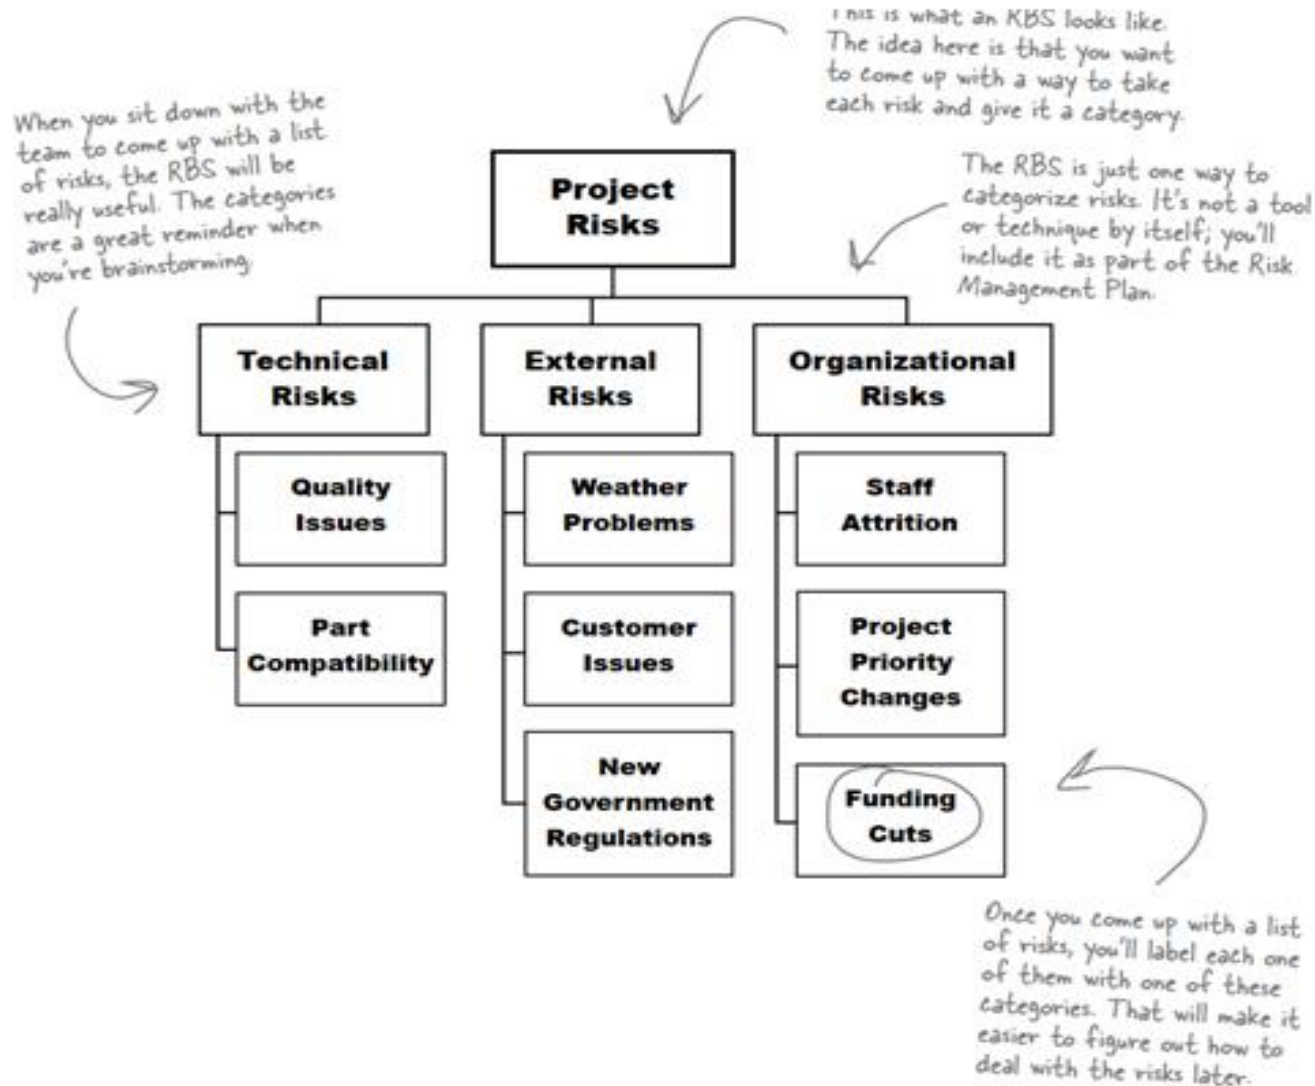 This is what an RBS looks like.
The idea here is that you want
to come up with a way to take
each risk and give it a category.
When you sit down with the
team to come up with a list
of risks, the RBS will be
really useful. The categories
are a great reminder when
you're brainstorming.
The RBS is just one way to
categorize risks. It's not a tool
or technique by itself; you'll
include it as part of the Risk
Management Plan.
Project
Risks
Technical
Risks
Quality
Issues
Part
Compatibility
External
Risks
Weather
Problems
Customer
Issues
New
Government
Regulations
Organizational
Risks
Staff
Attrition
Project
Priority
Changes
Funding
Cuts
Once you come up with a list
of risks, you'll label each one
of them with one of these
categories. That will make it
easier to figure out how to
deal with the risks later.